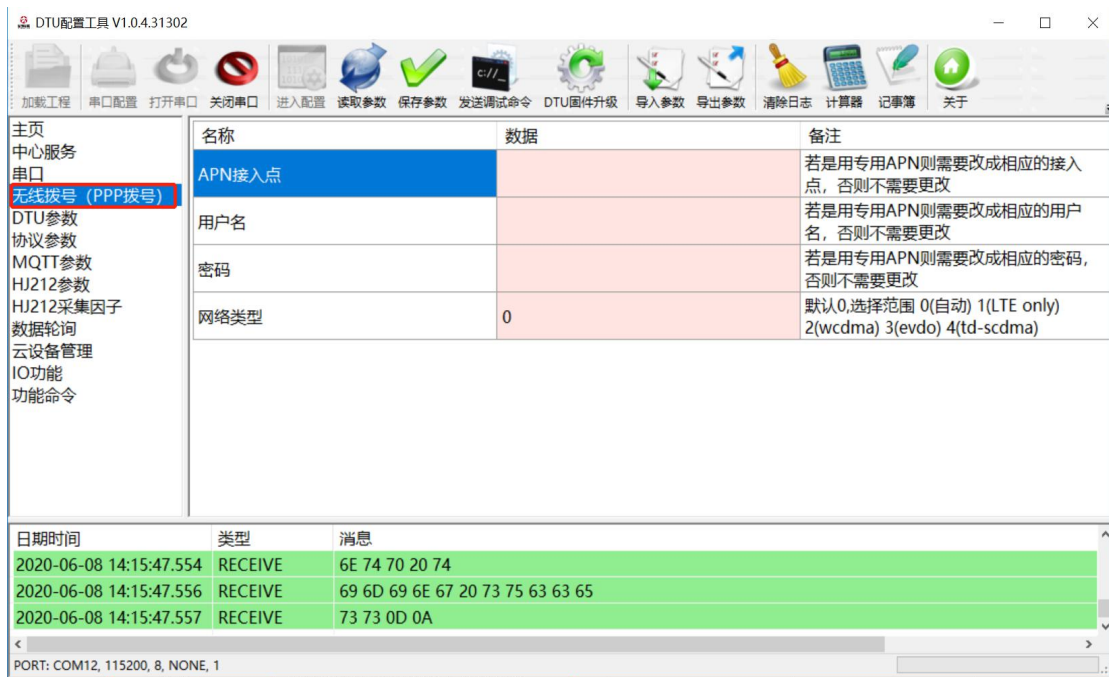 DTU配置工具 V1.0.4.31302
加载工程 串口配置 打开串口 关闭串口 进入配置 读取参数 保存参数 发送调试命令 DTU固件升级 导入参数 导出参数 清除日志 计算器 记事簿 关于
c://_
主页
中心服务
串口
无线拨号（PPP拨号）
DTU参数
协议参数
MQTT参数
HJ212参数
HJ212采集因子
数据轮询
云设备管理
IO功能
功能命令
名称 数据 备注
APN接入点 若是用专用APN则需要改成相应的接入
点，否则不需要更改
用户名 若是用专用APN则需要改成相应的用户
名，否则不需要更改
密码 若是用专用APN则需要改成相应的密码，
否则不需要更改
网络类型 0 默认0,选择范围 0(自动) 1(LTE only)
2(wcdma) 3(evdo) 4(td-scdma)
日期时间 类型 消息
2020-06-08 14:15:47.554 RECEIVE 6E 74 70 20 74
2020-06-08 14:15:47.556 RECEIVE 69 6D 69 6E 67 20 73 75 63 63 65
2020-06-08 14:15:47.557 RECEIVE 73 73 0D 0A
PORT: COM12, 115200, 8, NONE, 1